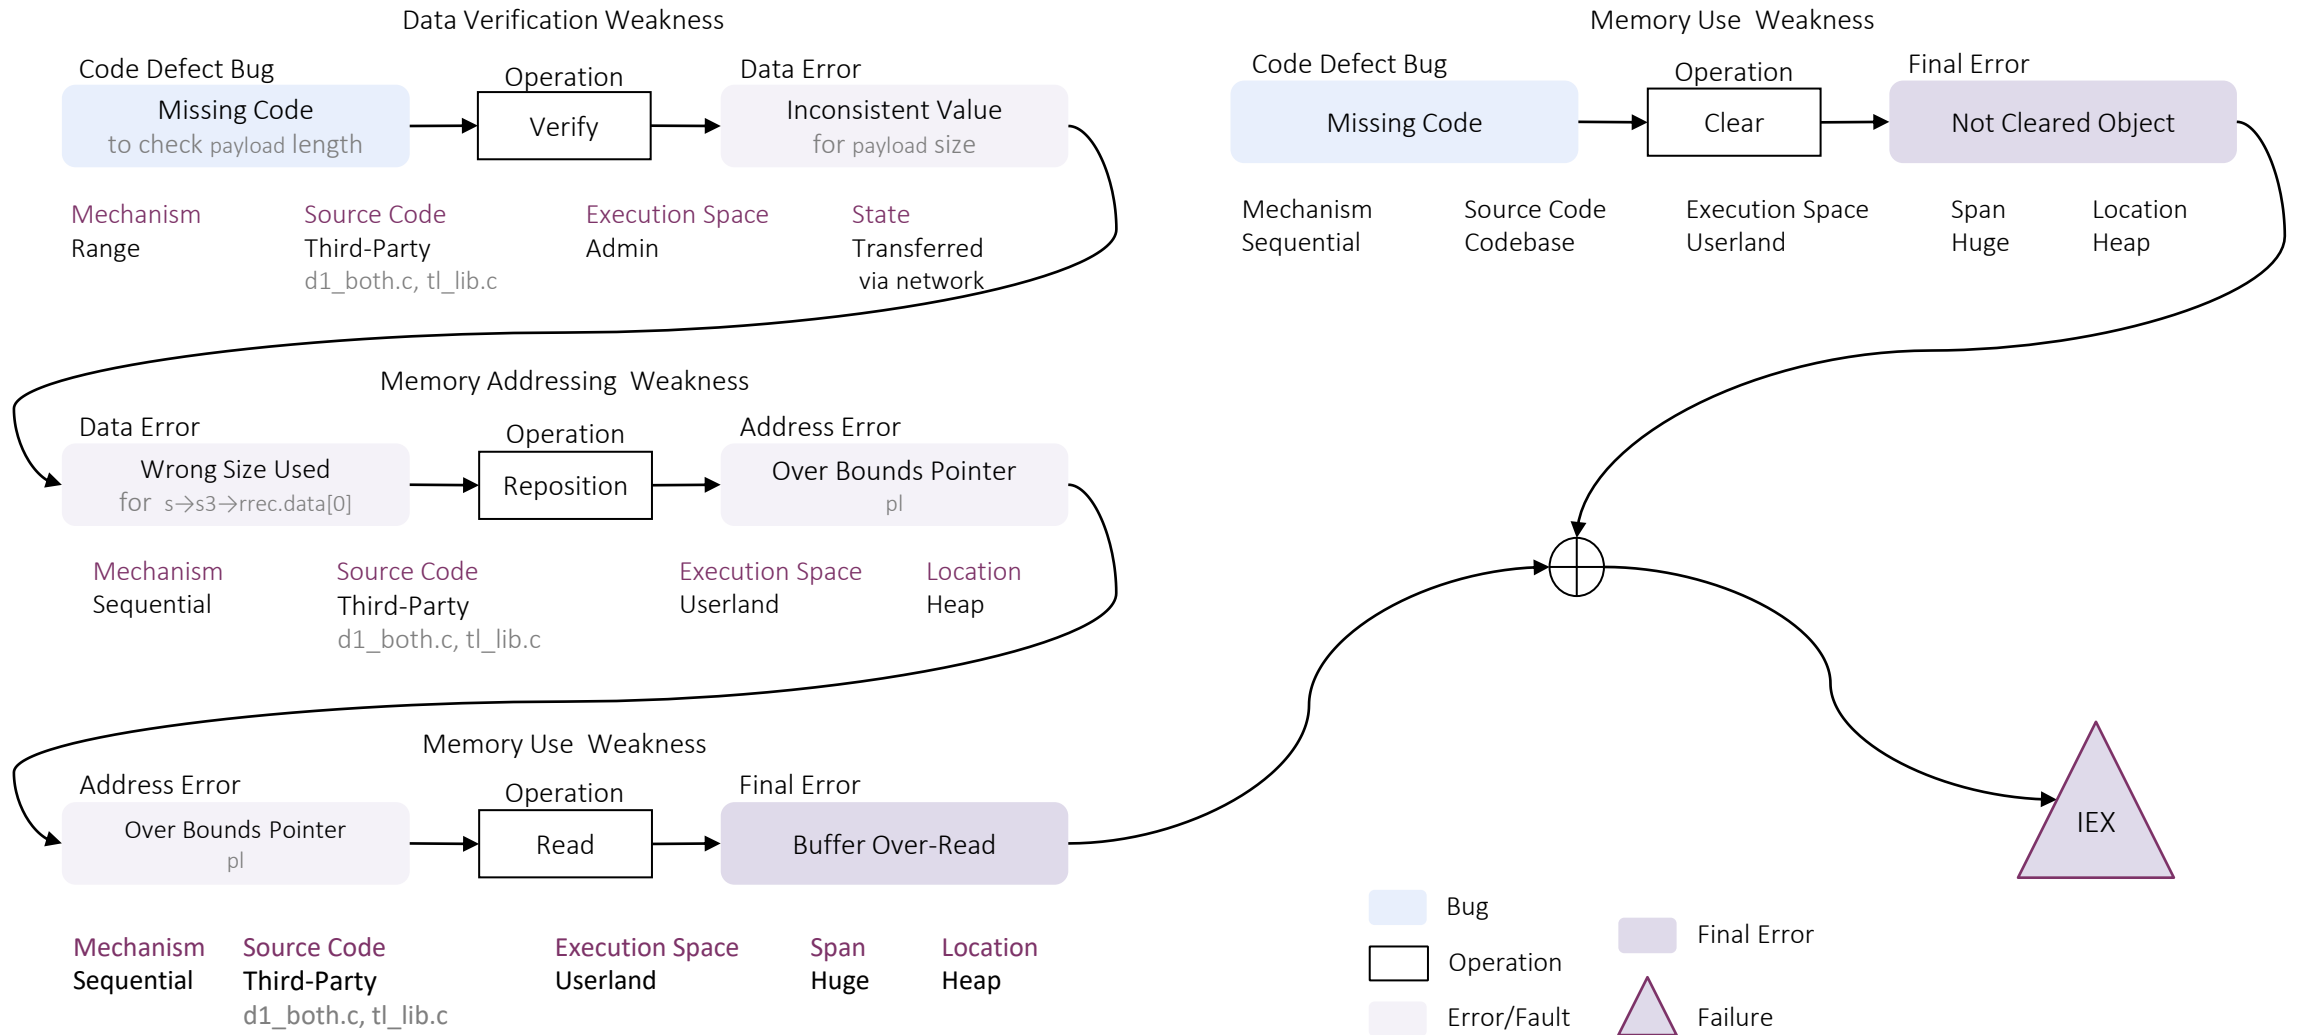 Data Verification Weakness
Code Defect Bug
Operation
Data Error
Missing Code
to check payload length
Verify
Inconsistent Value
for payload size
Mechanism
Source Code
Execution Space
State
Range
Third-Party
Admin
Transferred
d1_both.c, tl_lib.c
via network
Memory Addressing Weakness
Data Error
Operation
Address Error
Wrong Size Used
for s→s3→rrec.data[0]
Reposition
Over Bounds Pointer
pl
Mechanism
Source Code
Execution Space
Location
Sequential
Third-Party
Userland
Heap
d1_both.c, tl_lib.c
Memory Use Weakness
Address Error
Operation
Final Error
Over Bounds Pointer
pl
Read
Buffer Over-Read
Mechanism
Source Code
Execution Space
Span
Location
Sequential
Third-Party
Userland
Huge
Heap
d1_both.c, tl_lib.c
Memory Use Weakness
Code Defect Bug
Operation
Final Error
Missing Code
Clear
Not Cleared Object
Mechanism
Source Code
Execution Space
Span
Location
Sequential
Codebase
Userland
Huge
Heap
IEX
Bug
Operation
Error/Fault
Final Error
Failure